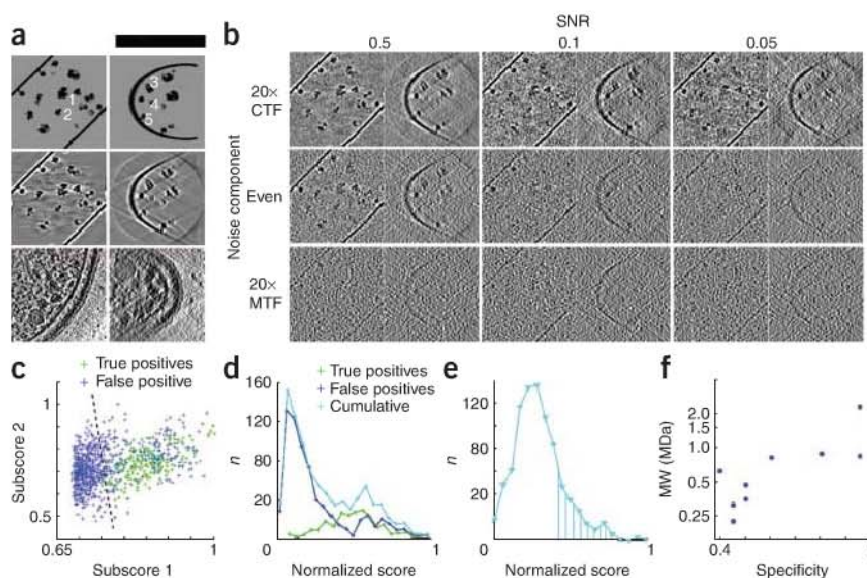 a
b
SNR
0.5 0.1 0.05
1
2
3
4
5
20×
CTF
Even
20×
MTF
Noise component
c
True positives
False positive
Subscore 2
1
0.5
0.65 1
Subscore 1
d
True positives
False positives
Cumulative
n
160
120
80
20
0
0 1
Normalized score
e
n
120
80
20
0
0 1
Normalized score
f
MW (MDa)
2.0
1.5
1.0
0.5
0.25
0.4 1
Specificity